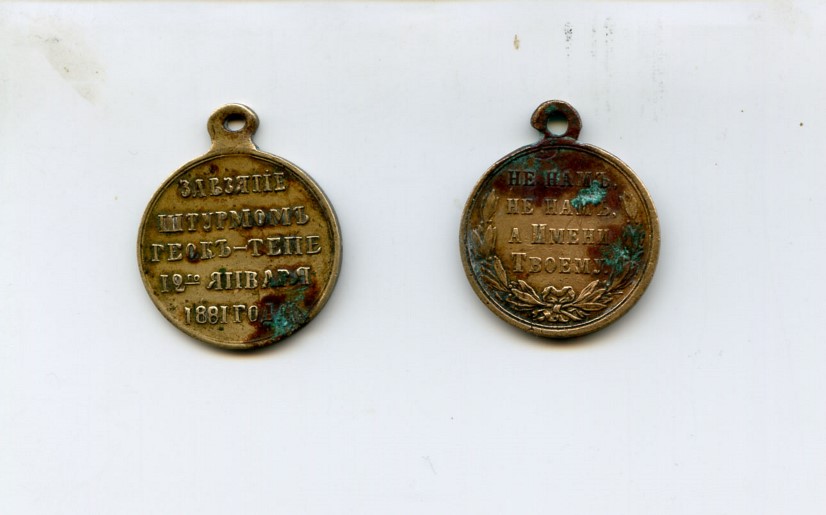 ЗА ВЗЯТІЕ
ШТУРМОМЪ
ГЕОКЪ-ТЕПЕ
12го ЯНВАРЯ
1881 ГОДА
НЕ НАМЪ,
НЕ НАМЪ,
А ИМЕНИ
ТВОЕМУ.